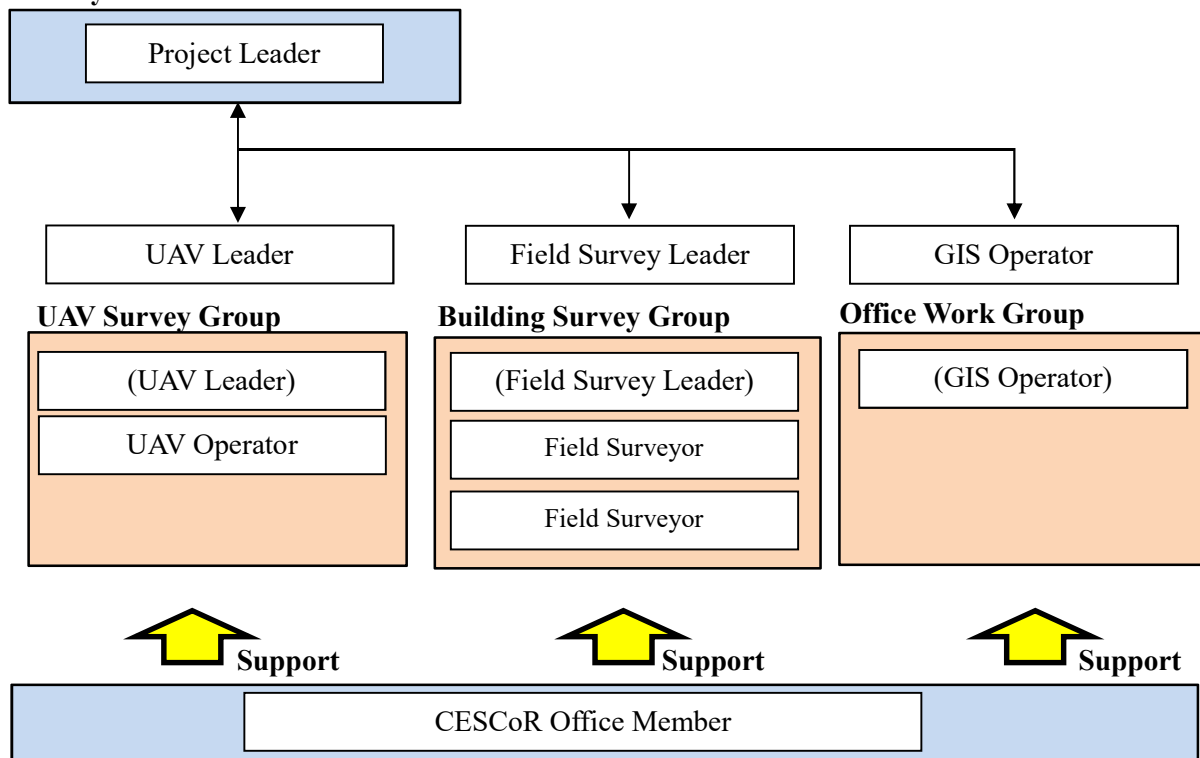 Project Leader
UAV Leader
Field Survey Leader
GIS Operator
UAV Survey Group
Building Survey Group
Office Work Group
(UAV Leader)
(Field Survey Leader)
(GIS Operator)
UAV Operator
Field Surveyor
Field Surveyor
Support
Support
Support
CESCoR Office Member